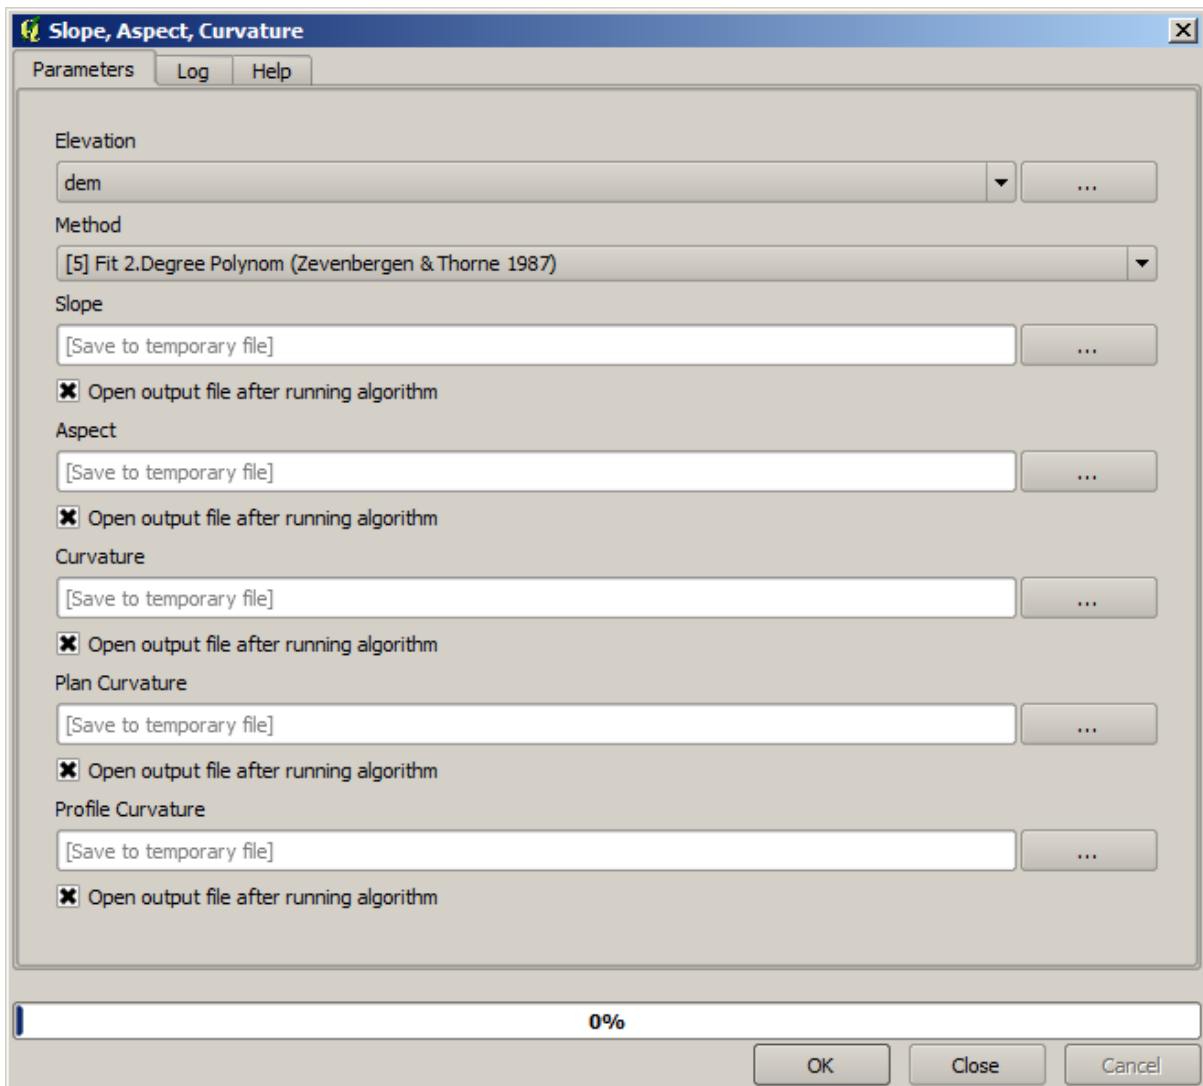 Slope, Aspect, Curvature
Parameters Log Help
Elevation
dem ...
Method
[5] Fit 2.Degree Polynom (Zevenbergen & Thorne 1987)
Slope
[Save to temporary file] ...
Open output file after running algorithm
Aspect
[Save to temporary file] ...
Open output file after running algorithm
Curvature
[Save to temporary file] ...
Open output file after running algorithm
Plan Curvature
[Save to temporary file] ...
Open output file after running algorithm
Profile Curvature
[Save to temporary file] ...
Open output file after running algorithm
0%
OK Close Cancel